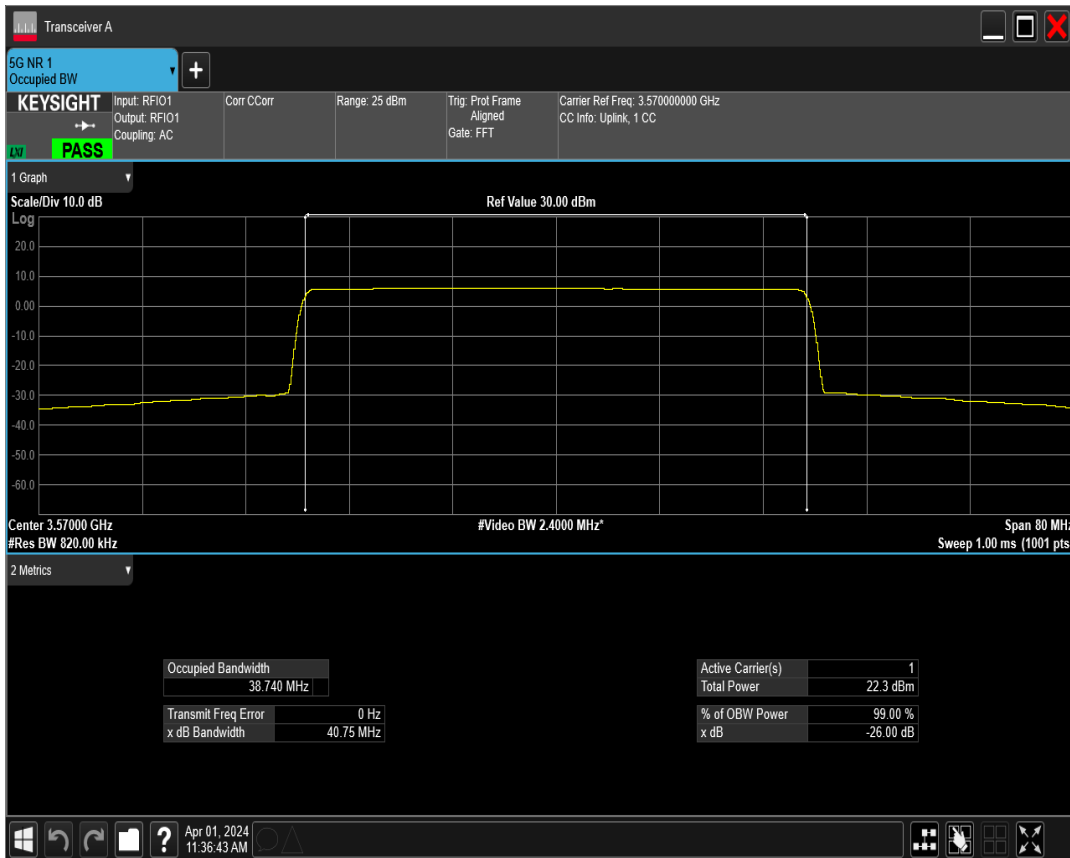 Transceiver A
5G NR 1
Occupied BW
+
KEYSIGHT
LXI
PASS
Input: RFIO1
Output: RFIO1
Coupling: AC
Corr CCorr
Range: 25 dBm
Trig: Prot Frame
Aligned
Gate: FFT
Carrier Ref Freq: 3.570000000 GHz
CC Info: Uplink, 1 CC
1 Graph
Scale/Div 10.0 dB
Ref Value 30.00 dBm
Log
20.0
10.0
0.00
-10.0
-20.0
-30.0
-40.0
-50.0
-60.0
Center 3.57000 GHz
#Video BW 2.4000 MHz*
Span 80 MHz
#Res BW 820.00 kHz
Sweep 1.00 ms (1001 pts
2 Metrics
Occupied Bandwidth
38.740 MHz
Transmit Freq Error 0 Hz
x dB Bandwidth 40.75 MHz
Active Carrier(s) 1
Total Power 22.3 dBm
% of OBW Power 99.00 %
x dB -26.00 dB
?
Apr 01, 2024
11:36:43 AM